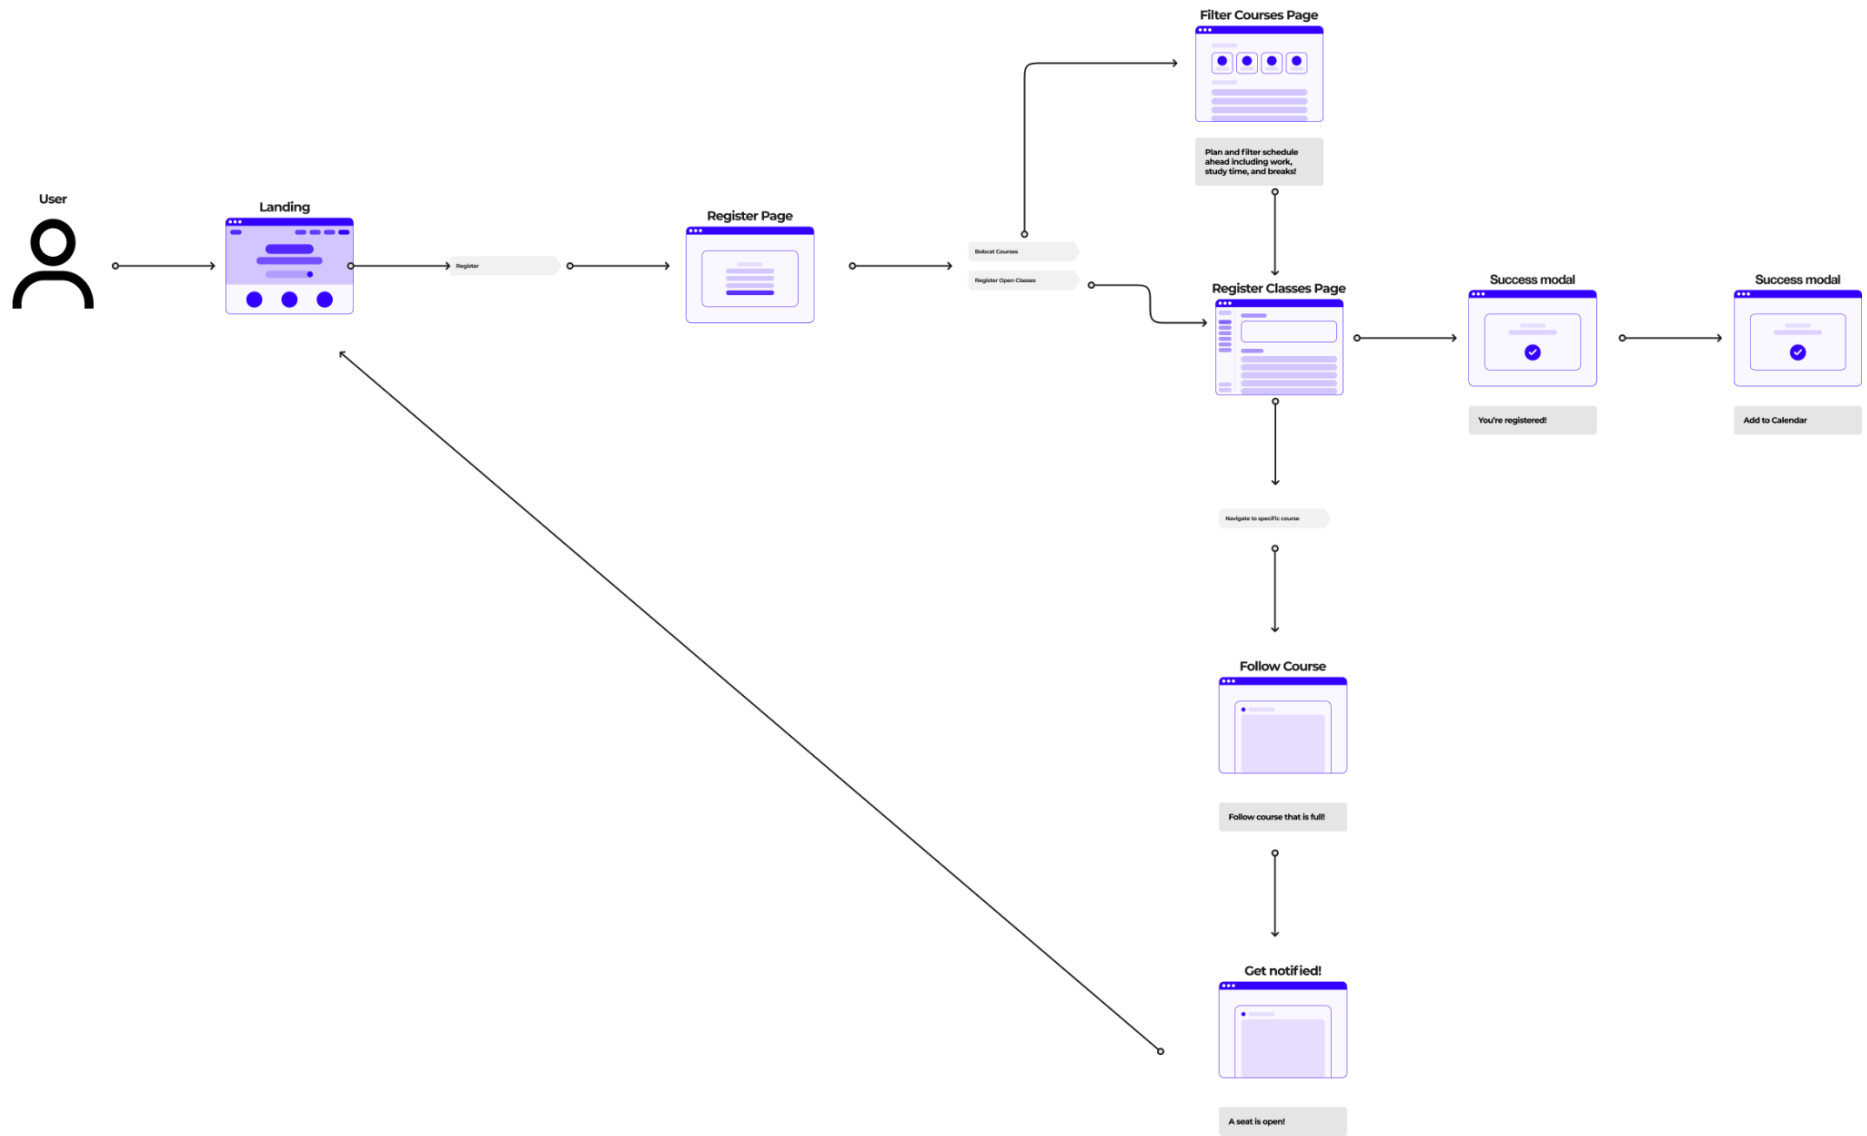 Filter Courses Page
Plan and filter schedule
ahead including work,
study time, and breaks!
User
Landing
Register
Register Page
Bobcat Courses
Register Open Classes
Register Classes Page
Success modal
You're registered!
Success modal
Add to Calendar
Navigate to specific course
Follow Course
Follow course that is full!
Get notified!
A seat is open!